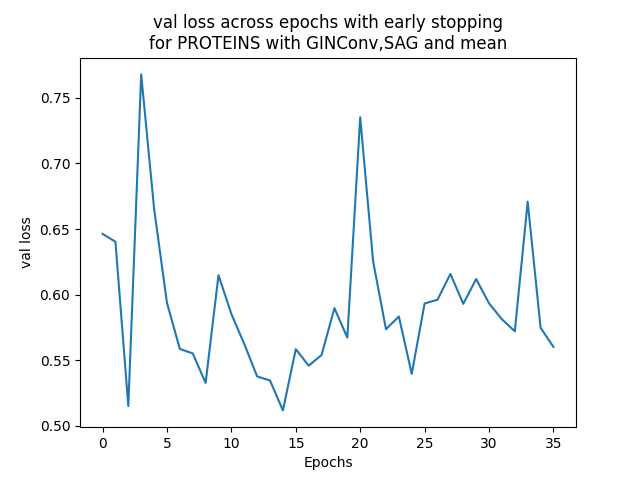 val loss across epochs with early stopping
for PROTEINS with GINConv,SAG and mean
0.75
0.70
0.65
0.60
0.55
0.50
val loss
0 5 10 15 20 25 30 35
Epochs